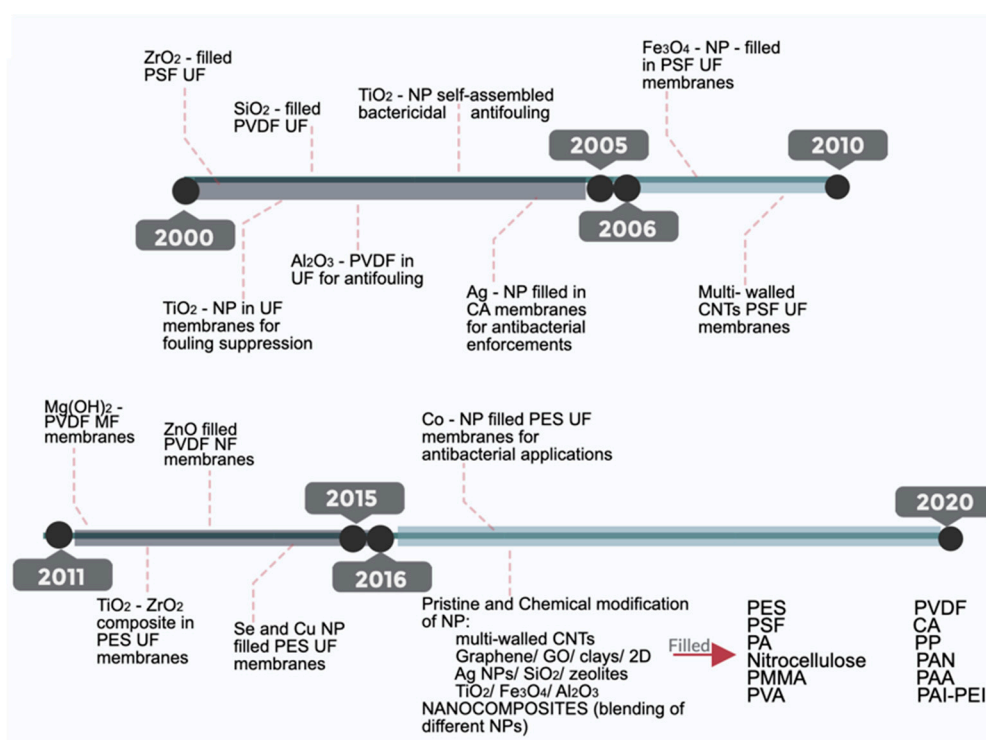 ZrO2 - filled
PSF UF
SiO2 - filled
PVDF UF
TiO2 - NP self-assembled
bactericidal antifouling
Fe3O4 - NP - filled
in PSF UF
membranes
2005
2010
2000
2006
TiO2 - NP in UF
membranes for
fouling suppression
Al2O3 - PVDF in
UF for antifouling
Ag - NP filled in
CA membranes
for antibacterial
enforcements
Multi- walled
CNTs PSF UF
membranes
Mg(OH)2 -
PVDF MF
membranes
ZnO filled
PVDF NF
membranes
Co - NP filled PES UF
membranes for
antibacterial applications
2015
2020
2011
2016
TiO2 - ZrO2
composite in
PES UF
membranes
Se and Cu NP
filled PES UF
membranes
Pristine and Chemical modification
of NP:
multi-walled CNTs
Graphene/ GO/ clays/ 2D
Ag NPs/ SiO2/ zeolites
TiO2/ Fe3O4/ Al2O3
NANOCOMPOSITES (blending of
different NPs)
Filled
PES
PSF
PA
Nitrocellulose
PMMA
PVA
PVDF
CA
PP
PAN
PAA
PAI-PEI